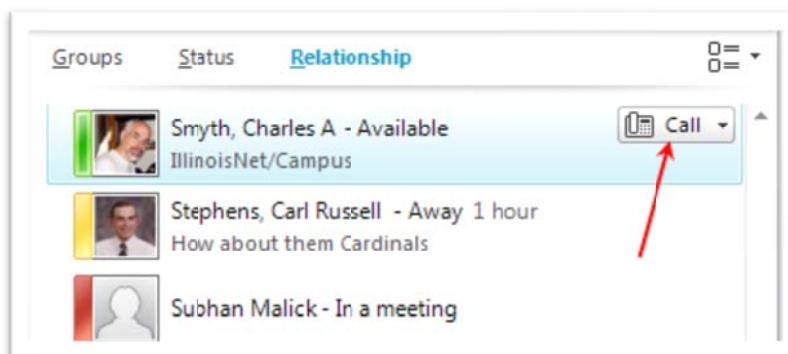 Groups Status Relationship
Smyth, Charles A - Available Call
IllinoisNet/Campus
Stephens, Carl Russell - Away 1 hour
How about them Cardinals
Subhan Malick - In a meeting